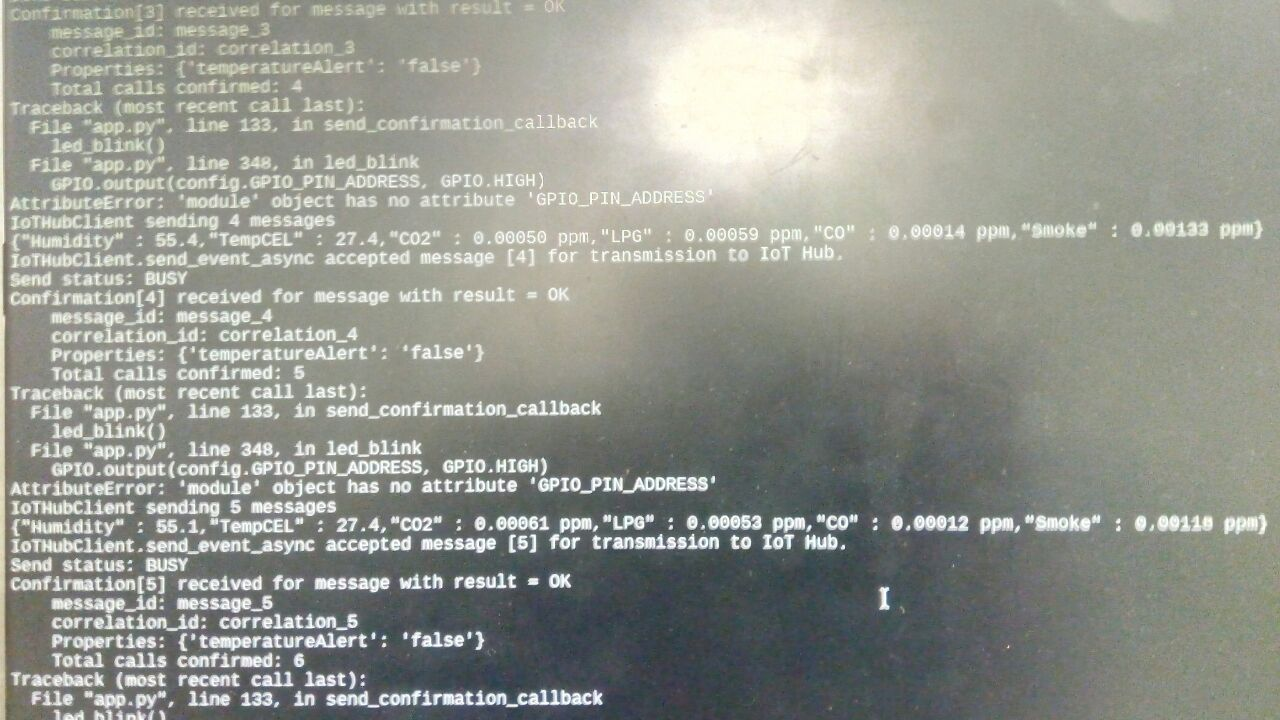 Confirmation[3] received for message with result = OK
    message_id: message_3
    correlation_id: correlation_3
    Properties: {'temperatureAlert': 'false'}
    Total calls confirmed: 4
Traceback (most recent call last):
  File "app.py", line 133, in send_confirmation_callback
    led_blink()
  File "app.py", line 348, in led_blink
    GPIO.output(config.GPIO_PIN_ADDRESS, GPIO.HIGH)
AttributeError: 'module' object has no attribute 'GPIO_PIN_ADDRESS'
IoTHubClient sending 4 messages
{"Humidity" : 55.4,"TempCEL" : 27.4,"CO2" : 0.00050 ppm,"LPG" : 0.00059 ppm,"CO" : 0.00014 ppm,"Smoke" : 0.00133 ppm}
IoTHubClient.send_event_async accepted message [4] for transmission to IoT Hub.
Send status: BUSY
Confirmation[4] received for message with result = OK
    message_id: message_4
    correlation_id: correlation_4
    Properties: {'temperatureAlert': 'false'}
    Total calls confirmed: 5
Traceback (most recent call last):
  File "app.py", line 133, in send_confirmation_callback
    led_blink()
  File "app.py", line 348, in led_blink
    GPIO.output(config.GPIO_PIN_ADDRESS, GPIO.HIGH)
AttributeError: 'module' object has no attribute 'GPIO_PIN_ADDRESS'
IoTHubClient sending 5 messages
{"Humidity" : 55.1,"TempCEL" : 27.4,"CO2" : 0.00061 ppm,"LPG" : 0.00053 ppm,"CO" : 0.00012 ppm,"Smoke" : ppm}
IoTHubClient.send_event_async accepted message [5] for transmission to IoT Hub.
Send status: BUSY
Confirmation[5] received for message with result = OK
    message_id: message_5
    correlation_id: correlation_5
    Properties: {'temperatureAlert': 'false'}
    Total calls confirmed: 6
Traceback (most recent call last):
  File "app.py", line 133, in send_confirmation_callback
    led_blink()